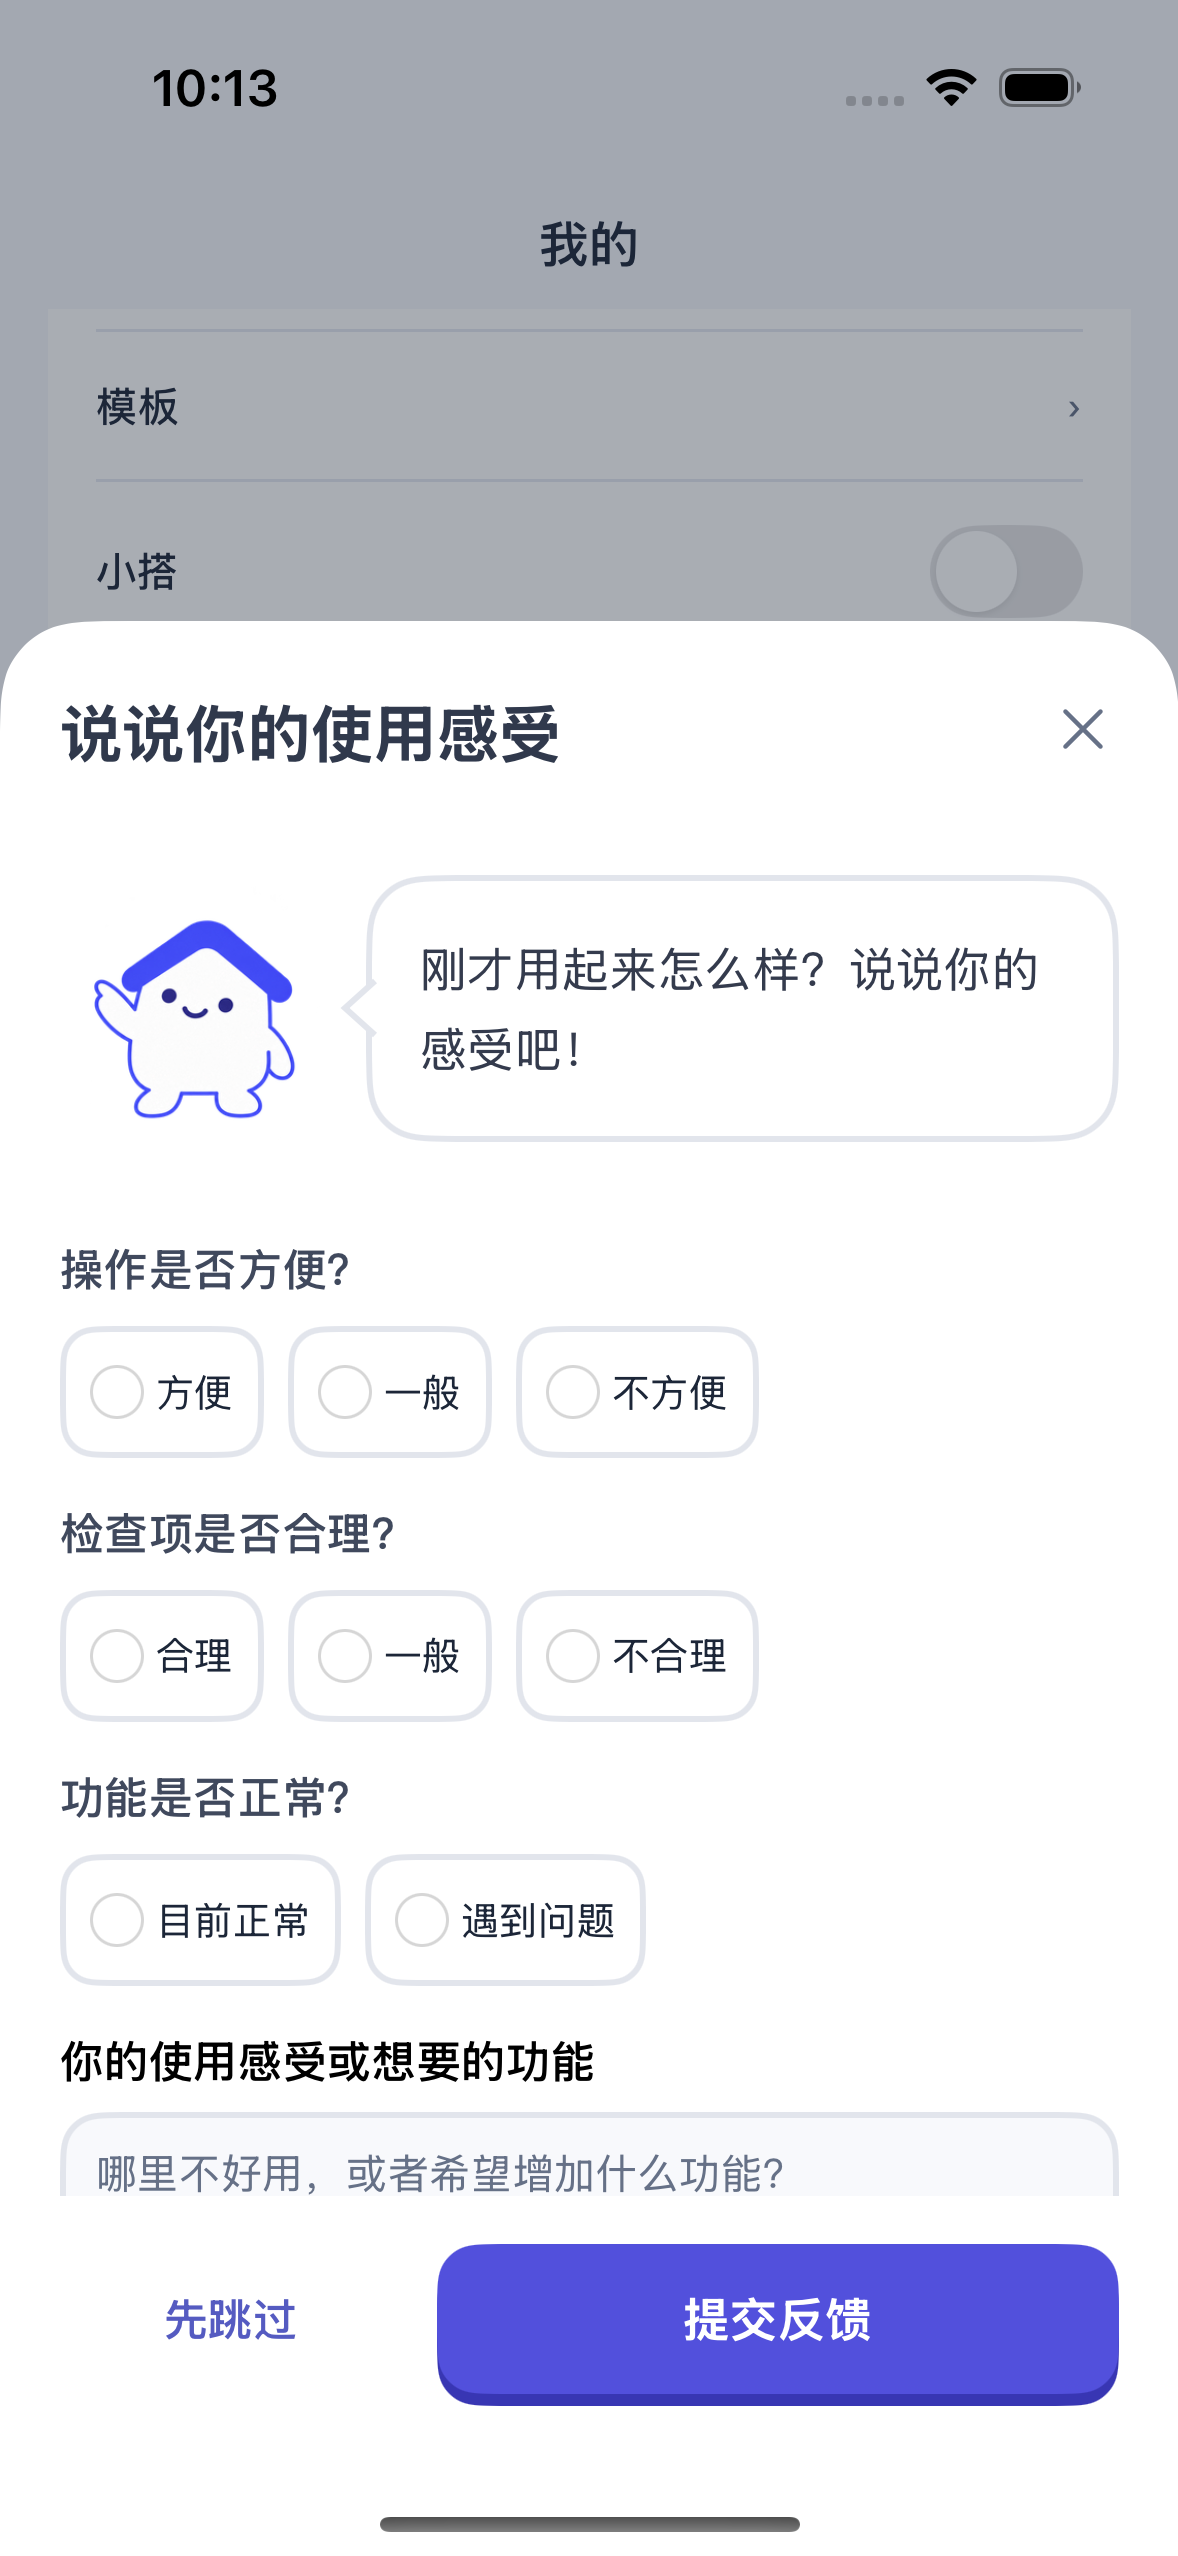 10:13
我的
模板
小搭
说说你的使用感受
刚才用起来怎么样？说说你的
感受吧！
操作是否方便?
方便
一般
不方便
检查项是否合理?
合理
一般
不合理
功能是否正常?
目前正常
遇到问题
你的使用感受或想要的功能
哪里不好用，或者希望增加什么功能?
先跳过
提交反馈